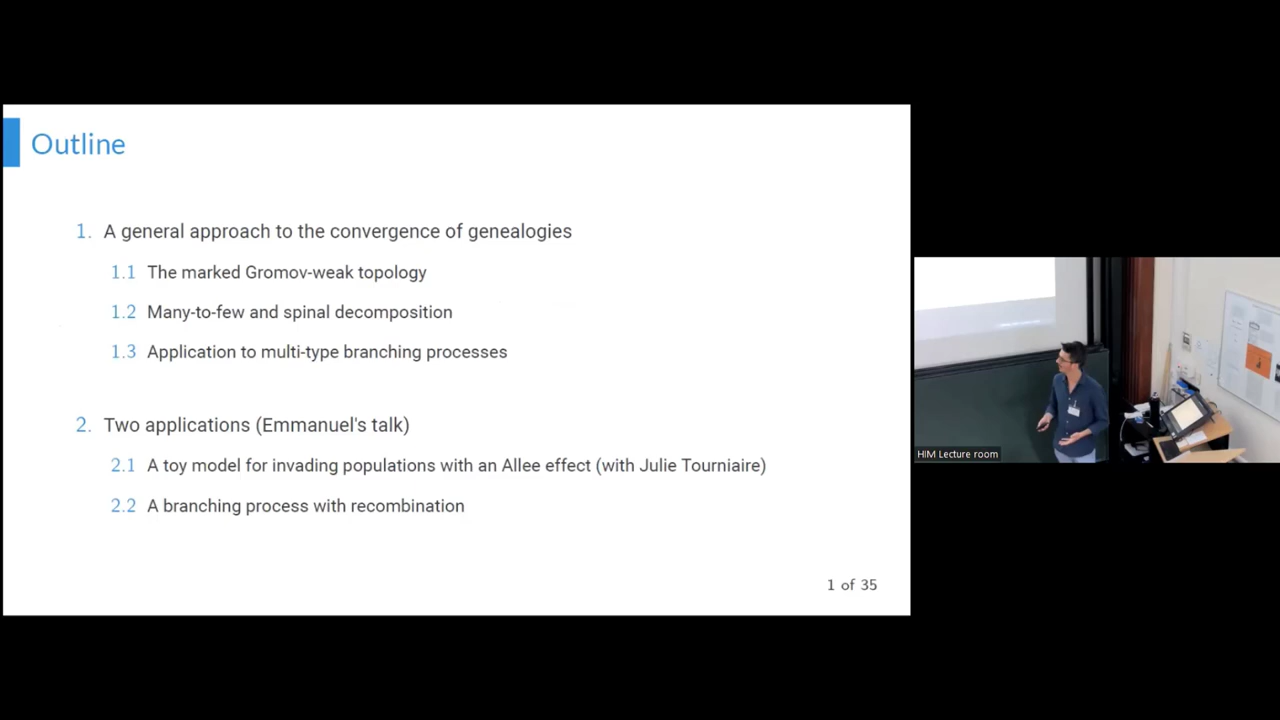 Outline
1. A general approach to the convergence of genealogies
1.1 The marked Gromov-weak topology
1.2 Many-to-few and spinal decomposition
1.3 Application to multi-type branching processes
2. Two applications (Emmanuel's talk)
2.1 A toy model for invading populations with an Allee effect (with Julie Tourniaire)
2.2 A branching process with recombination
1 of 35
HIM Lecture room